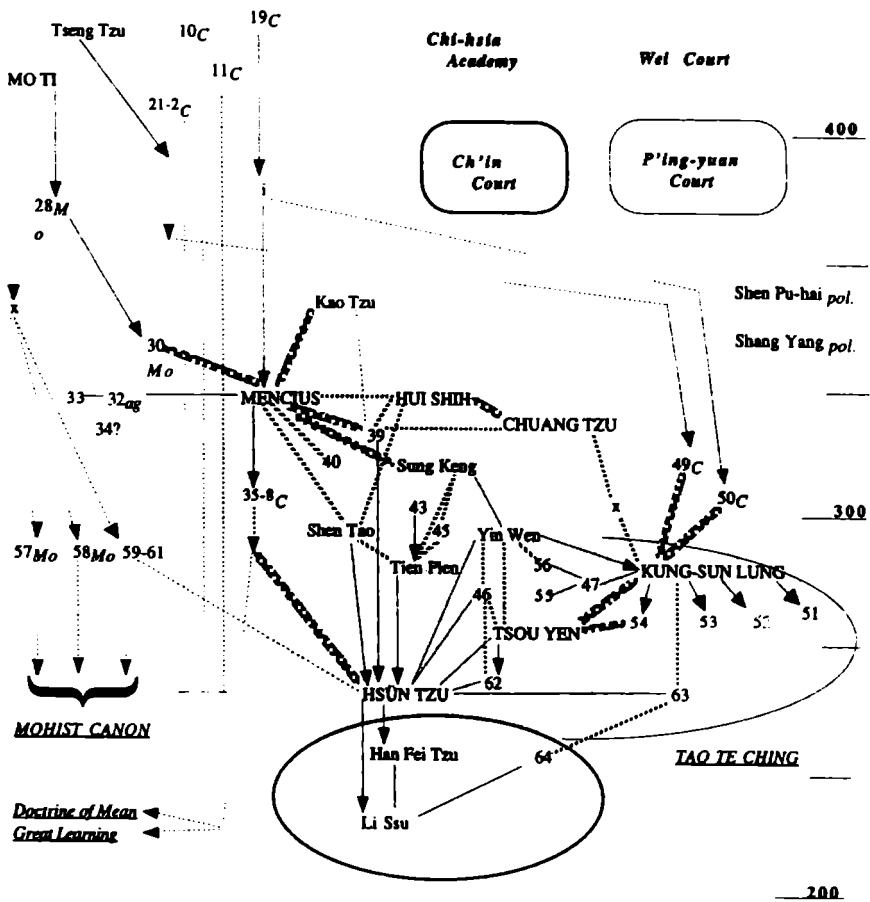 Tseng Tzu
10C
19C
Chi-hsia
Academy
Wei Court
MO TI
11C
21-2C
400
Ch'in
Court
P'ing-yuan
Court
28M
o
Shen Pu-hai pol.
x
Kao Tzu
30
Mo
Shang Yang pol.
33
32ag
MENCIUS
HUI SHIH
34?
39
CHUANG TZU
40
Sung Keng
49C
35-8C
50C
43
x
300
Shen Tao
45
Yin Wen
57Mo
58Mo
59-61
Tien Pien
56
KUNG-SUN LUNG
47
55
46
54
53
51
TSOU YEN
HSÜN TZU
62
63
MOHIST CANON
Han Fei Tzu
64
TAO TE CHING
Doctrine of Mean
Great Learning
Li Ssu
200